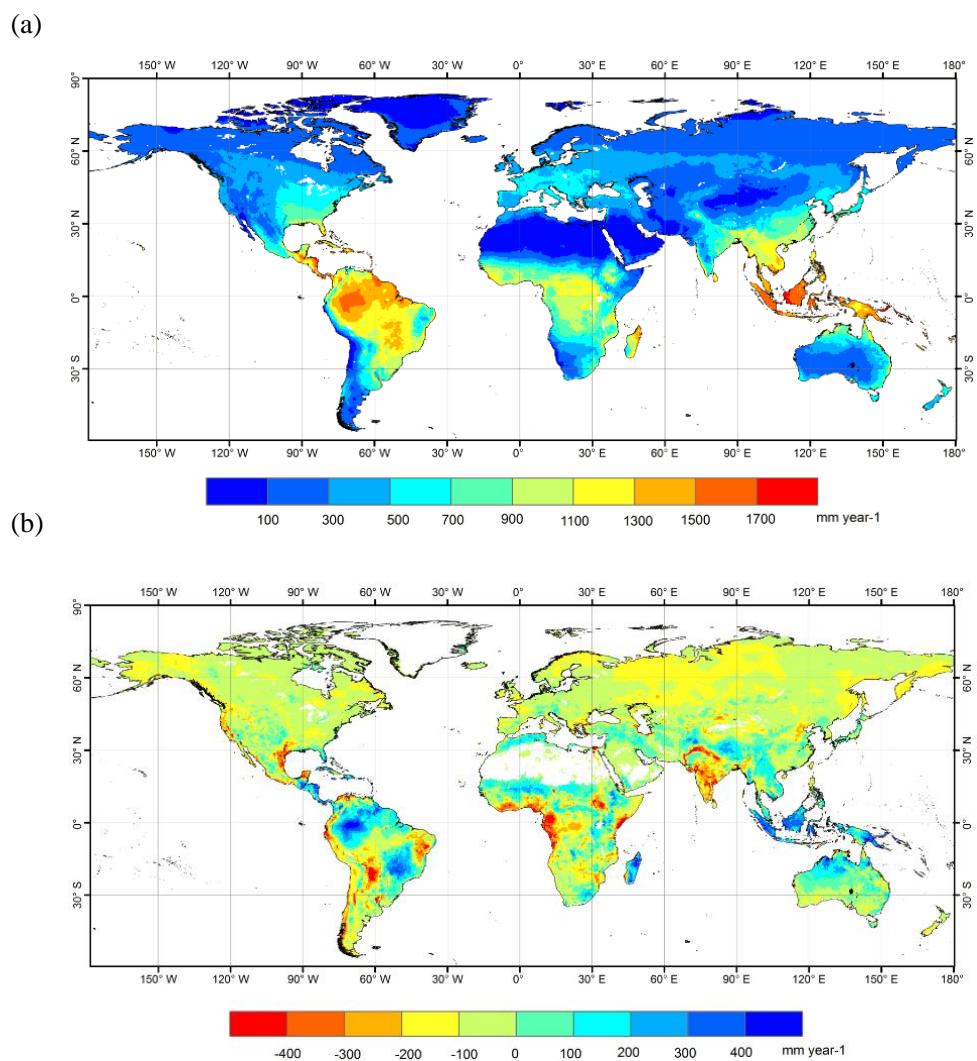 (a)
150° W 120° W 90° W 60° W 30° W 0° 30° E 60° E 90° E 120° E 150° E 180°
90° 90°
60° N 60° N
30° N 30° N
0° 0°
30° S 30° S
150° W 120° W 90° W 60° W 30° W 0° 30° E 60° E 90° E 120° E 150° E 180°
100 300 500 700 900 1100 1300 1500 1700 mm year-1
(b)
150° W 120° W 90° W 60° W 30° W 0° 30° E 60° E 90° E 120° E 150° E 180°
90° 90°
60° N 60° N
30° N 30° N
0° 0°
30° S 30° S
150° W 120° W 90° W 60° W 30° W 0° 30° E 60° E 90° E 120° E 150° E 180°
-400 -300 -200 -100 0 100 200 300 400 mm year-1